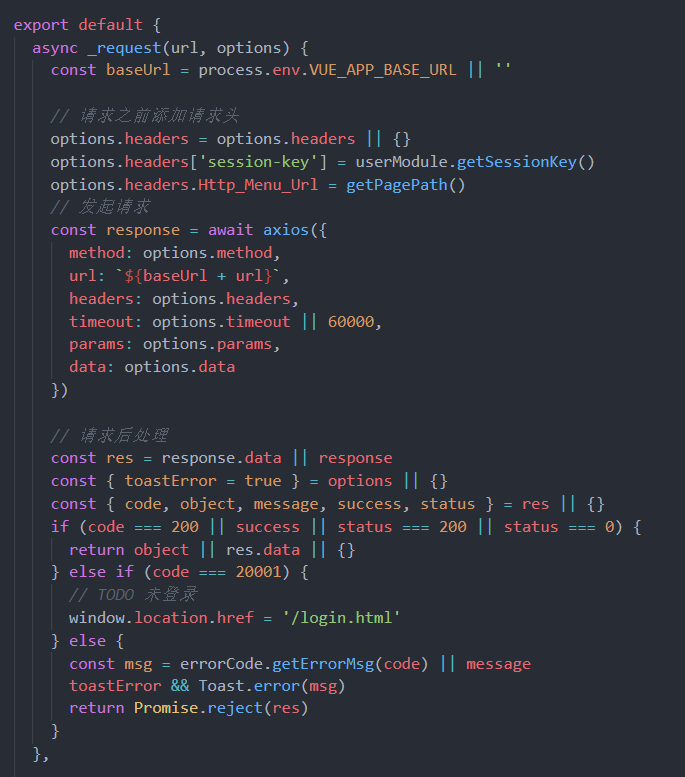 export default {
async _request(url, options) {
const baseUrl = process.env.VUE_APP_BASE_URL || ''
// 请求之前添加请求头
options.headers = options.headers || {}
options.headers['session-key'] = userModule.getSessionKey()
options.headers.Http_Menu_Url = getPagePath()
// 发起请求
const response = await axios({
method: options.method,
url: `${baseUrl + url}`,
headers: options.headers,
timeout: options.timeout || 60000,
params: options.params,
data: options.data
})
// 请求后处理
const res = response.data || response
const { toastError = true } = options || {}
const { code, object, message, success, status } = res || {}
if (code === 200 || success || status === 200 || status === 0) {
return object || res.data || {}
} else if (code === 20001) {
// TODO 未登录
window.location.href = '/login.html'
} else {
const msg = errorCode.getErrorMsg(code) || message
toastError && Toast.error(msg)
return Promise.reject(res)
}
},